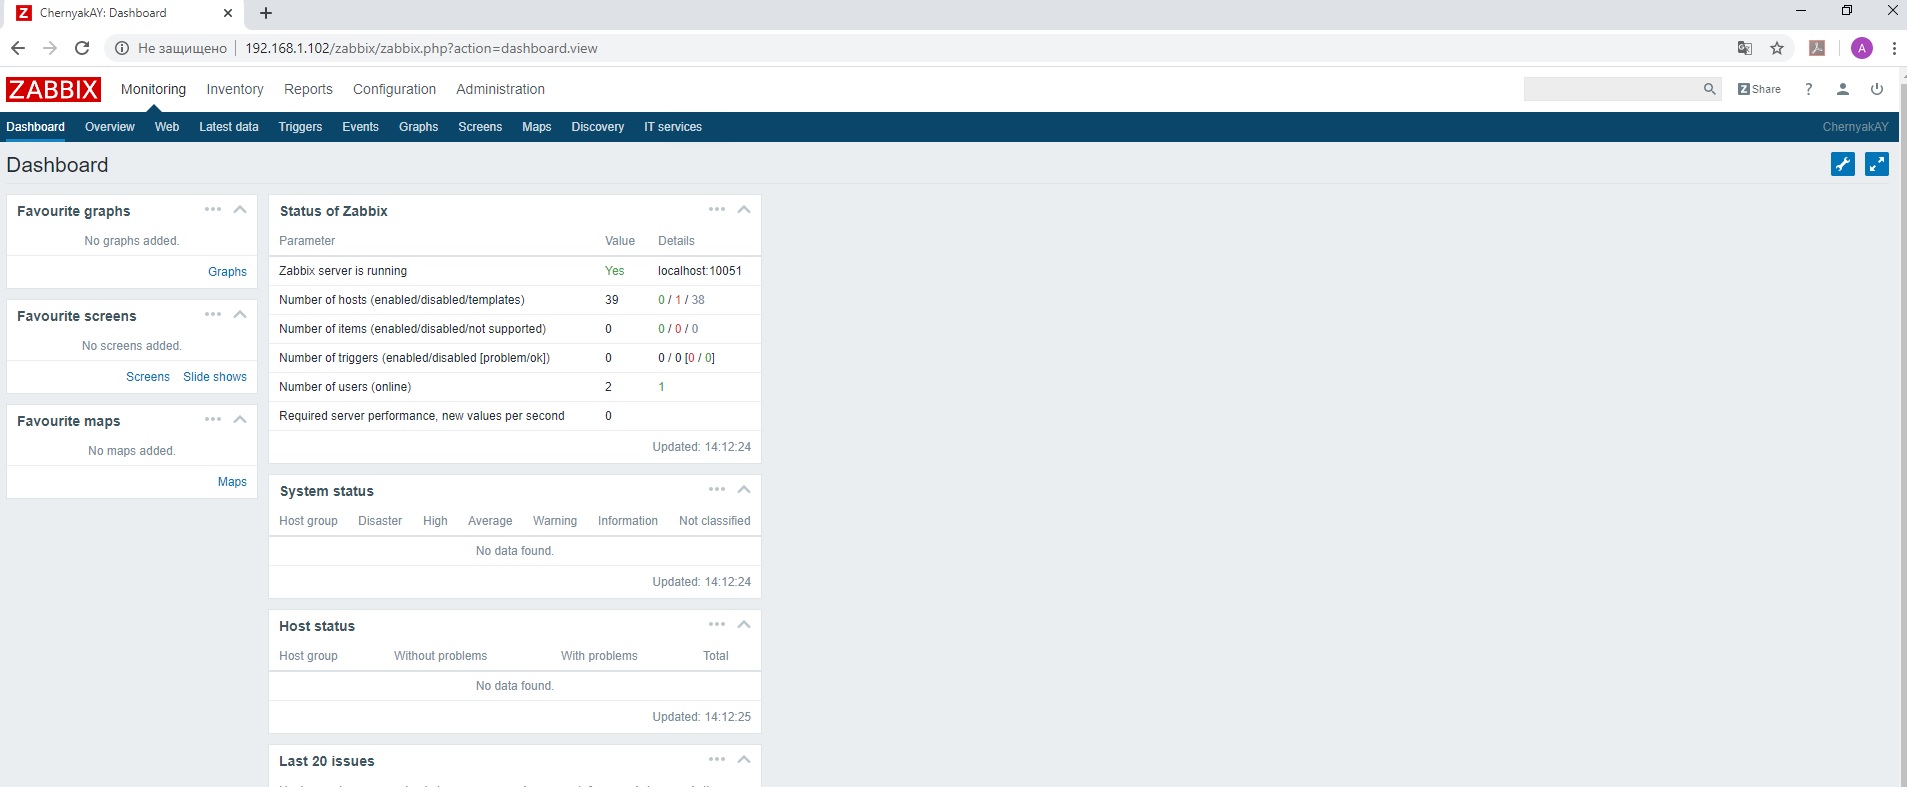 Z ChernyakAY: Dashboard
Не защищено 192.168.1.102/zabbix/zabbix.php?action=dashboard.view A
ZABBIX Monitoring Inventory Reports Configuration Administration Z Share ?
Dashboard Overview Web Latest data Triggers Events Graphs Screens Maps Discovery IT services ChernyakAY
Dashboard
Favourite graphs
No graphs added.
Graphs
Favourite screens
No screens added.
Screens Slide shows
Favourite maps
No maps added.
Maps
Status of Zabbix
Parameter Value Details
Zabbix server is running Yes localhost:10051
Number of hosts (enabled/disabled/templates) 39 0 / 1 / 38
Number of items (enabled/disabled/not supported) 0 0 / 0 / 0
Number of triggers (enabled/disabled [problem/ok]) 0 0 / 0 [0 / 0]
Number of users (online) 2 1
Required server performance, new values per second 0
Updated: 14:12:24
System status
Host group Disaster High Average Warning Information Not classified
No data found.
Updated: 14:12:24
Host status
Host group Without problems With problems Total
No data found.
Updated: 14:12:25
Last 20 issues